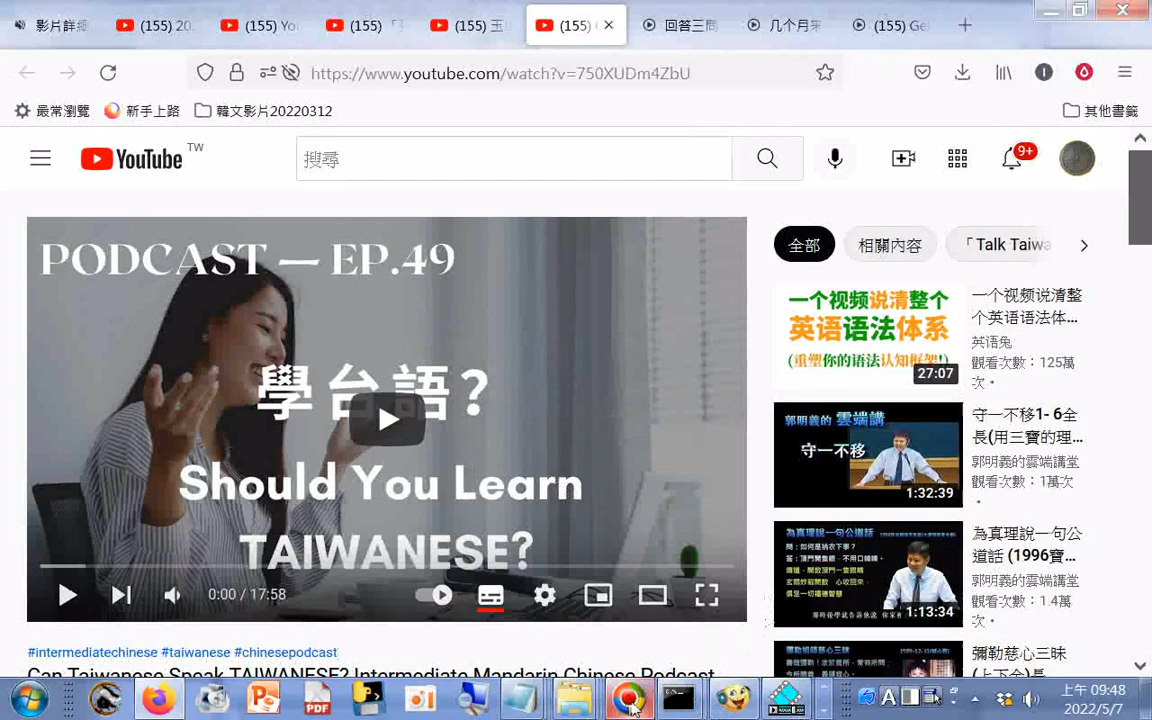 影片詳細
(155) 20
(155) Yo
(155) 「
(155) 玉
(155)
回答三問
几个月来
(155) Ge
https://www.youtube.com/watch?v=750XUDm4ZbU
最常瀏覽
新手上路
韓文影片20220312
其他書籤
YouTube TW
搜尋
9+
PODCAST — EP.49
學台語?
Should You Learn
TAIWANESE?
0:00 / 17:58
#intermediatechinese #taiwanese #chinesepodcast
Can Taiwanese Speak TAIWANESE? Intermediate Mandarin Chinese Podcast
全部
相關內容
「Talk Taiwa
一个视频说清整个
英语语法体系
(重塑你的语法认知框架!)
27:07
一个视频说清整
个英语语法体...
英语兔
觀看次數：125萬
次・
郭明義的 雲端講
守一不移
1:32:39
守一不移1- 6全
長(用三寶的理...
郭明義的雲端講堂
觀看次數：1萬次
・
為真理說一句公道話
1:13:34
為真理說一句公
道話 (1996寶...
郭明義的雲端講堂
觀看次數：1.4萬
次・
彌勒慈心三昧
(上下全)長
PDF
A
上午 09:48
2022/5/7